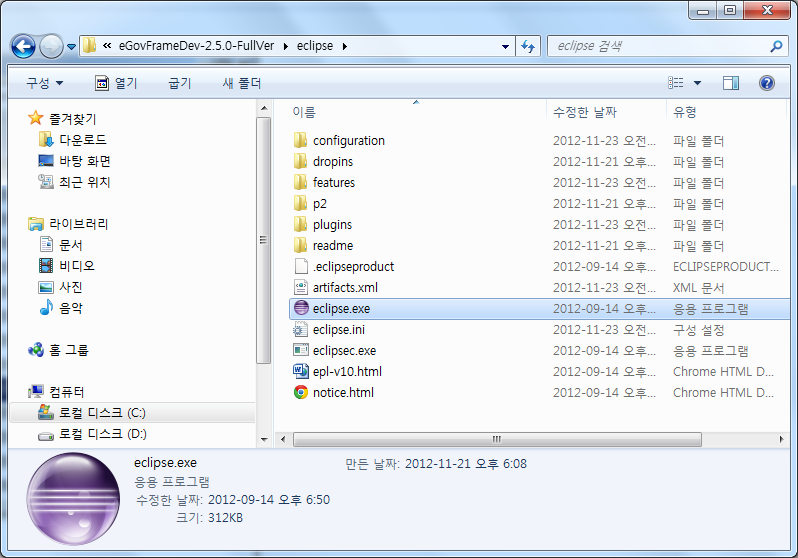 « eGovFrameDev-2.5.0-FullVer ▸ eclipse ▸
eclipse 검색
구성 ▼ 열기 굽기 새 폴더
즐겨찾기
다운로드
바탕 화면
최근 위치
라이브러리
문서
비디오
사진
음악
홈 그룹
컴퓨터
로컬 디스크 (C:)
로컬 디스크 (D:)
이름 수정한 날짜 유형
configuration 2012-11-23 오전... 파일 폴더
dropins 2012-11-21 오후... 파일 폴더
features 2012-11-23 오전... 파일 폴더
p2 2012-11-21 오후... 파일 폴더
plugins 2012-11-23 오전... 파일 폴더
readme 2012-11-21 오후... 파일 폴더
.eclipseproduct 2012-09-14 오후... ECLIPSEPRODUCT...
artifacts.xml 2012-11-23 오전... XML 문서
eclipse.exe 2012-09-14 오후... 응용 프로그램
eclipse.ini 2012-11-23 오전... 구성 설정
eclipsec.exe 2012-09-14 오후... 응용 프로그램
epl-v10.html 2012-09-14 오후... Chrome HTML D...
notice.html 2012-09-14 오후... Chrome HTML D...
eclipse.exe 만든 날짜: 2012-11-21 오후 6:08
응용 프로그램
수정한 날짜: 2012-09-14 오후 6:50
크기: 312KB